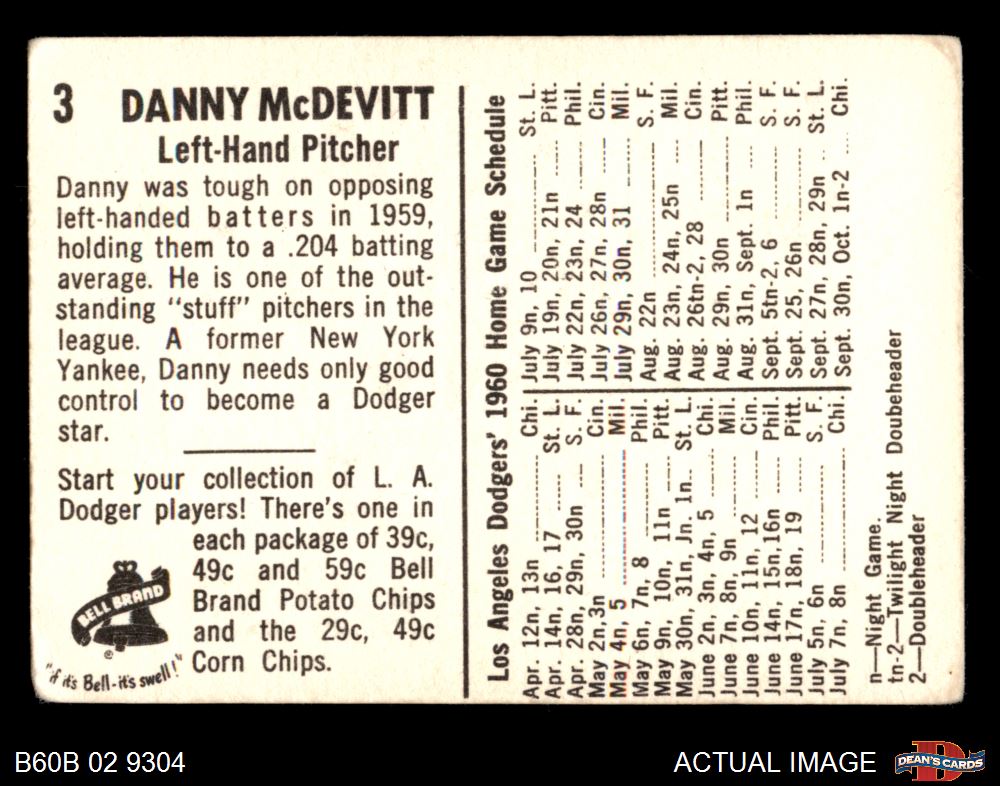 3 DANNY McDEVITT
Left-Hand Pitcher
Danny was tough on opposing
left-handed batters in 1959,
holding them to a .204 batting
average. He is one of the out-
standing "stuff" pitchers in the
league. A former New York
Yankee, Danny needs only good
control to become a Dodger
star.
Start your collection of L. A.
Dodger players! There's one in
each package of 39c,
49c and 59c Bell
Brand Potato Chips
and the 29c, 49c
Corn Chips.
BELL BRAND
®
"if it's Bell-it's swell!"
Los Angeles Dodgers' 1960 Home Game Schedule
Apr. 12n, 13n Chi.
Apr. 14n, 16, 17 St. L.
Apr. 28n, 29n, 30n S. F.
May 2n,3n Cin.
May 4n, 5 Mil.
May 6n, 7n, 8 Phil.
May 9n, 10n, 11n Pitt.
May 30n, 31n, Jn. 1n St. L.
June 2n, 3n, 4n, 5 Chi.
June 7n, 8n, 9n Mil.
June 10n, 11n, 12 Cin.
June 14n, 15n,16n Phil.
June 17n, 18n, 19 Pitt.
July 5n, 6n S. F.
July 7n, 8n Chi.
July 9n, 10 St. L.
July 19n, 20n, 21n Pitt.
July 22n, 23n, 24 Phil.
July 26n, 27n, 28n Cin.
July 29n, 30n, 31 Mil.
Aug. 22n S. F.
Aug. 23n, 24n, 25n Mil.
Aug. 26tn-2, 28 Cin.
Aug. 29n, 30n Pitt.
Aug. 31n, Sept. 1n Phil.
Sept. 5tn-2, 6 S. F.
Sept. 25, 26n S. F.
Sept. 27n, 28n, 29n St. L.
Sept. 30n, Oct. 1n-2 Chi.
n—Night Game.
tn-2—Twilight Night Doubeheader
2—Doubleheader
B60B 02 9304
ACTUAL IMAGE
DEAN'S CARDS